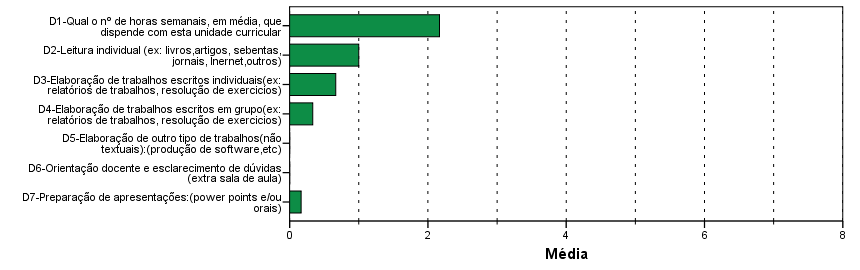 D1-Qual o nº de horas semanais, em média, que
dispende com esta unidade curricular
D2-Leitura individual (ex: livros,artigos, sebentas,
jornais, Inernet,outros)
D3-Elaboração de trabalhos escritos individuais(ex:
relatórios de trabalhos, resolução de exercicios)
D4-Elaboração de trabalhos escritos em grupo(ex:
relatórios de trabalhos, resolução de exercicios)
D5-Elaboração de outro tipo de trabalhos(não
textuais):(produção de software,etc)
D6-Orientação docente e esclarecimento de dúvidas
(extra sala de aula)
D7-Preparação de apresentações:(power points e/ou
orais)
0 2 4 6 8
Média